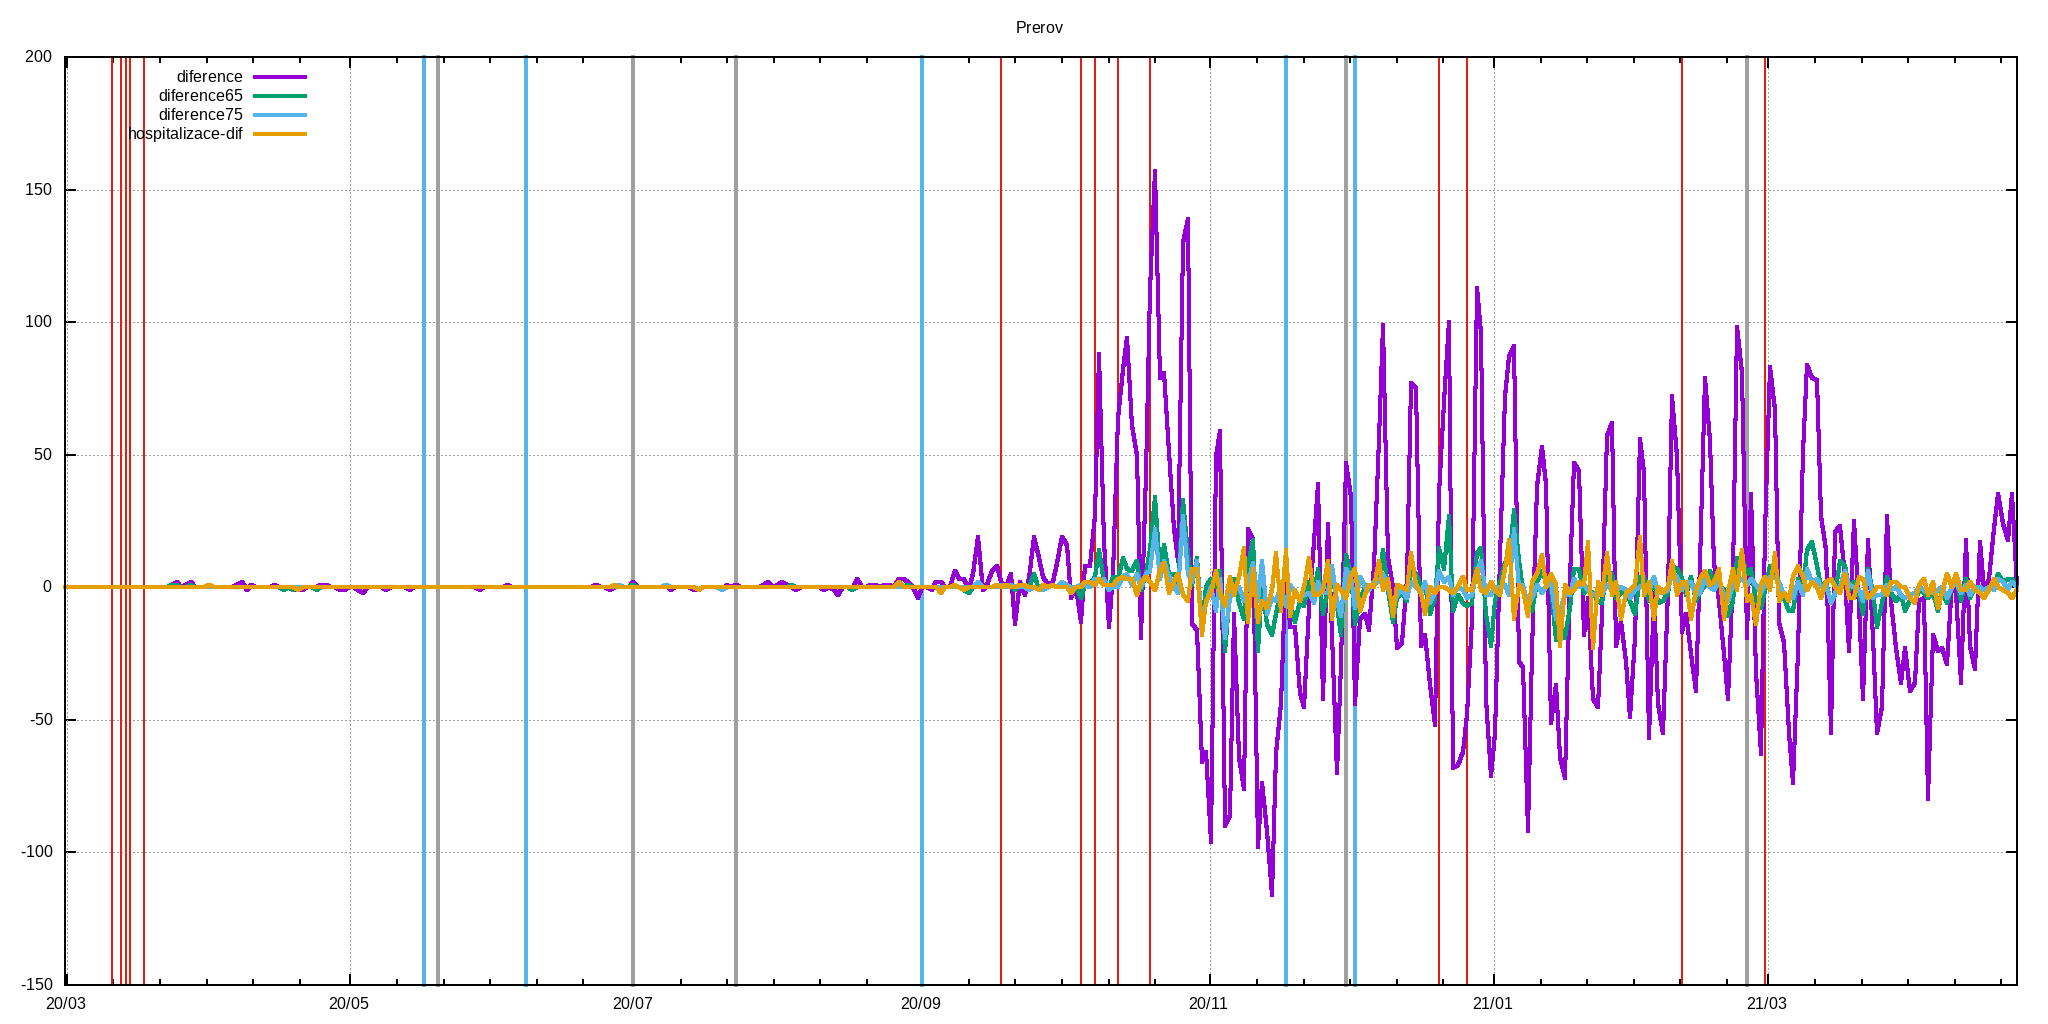 Prerov
200
diference
diference65
diference75
hospitalizace-dif
150
100
50
0
-50
-100
-150
20/03 20/05 20/07 20/09 20/11 21/01 21/03